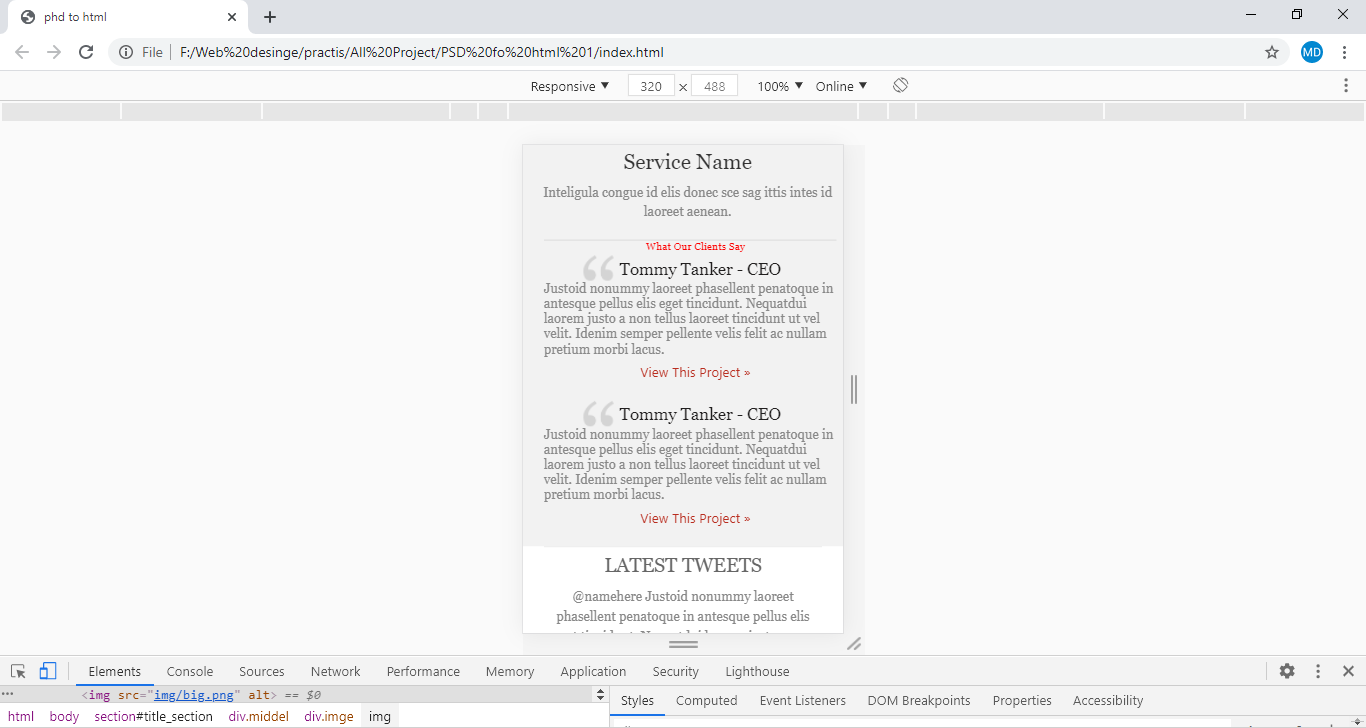 phd to html
File F:/Web%20desinge/practis/All%20Project/PSD%20fo%20html%201/index.html MD
Responsive ▼ 320 × 488 100% ▼ Online ▼
Service Name
Inteligula congue id elis donec sce sag ittis intes id
laoreet aenean.
What Our Clients Say
“ Tommy Tanker - CEO
Justoid nonummy laoreet phasellent penatoque in
antesque pellus elis eget tincidunt. Nequatdui
laorem justo a non tellus laoreet tincidunt ut vel
velit. Idenim semper pellente velis felit ac nullam
pretium morbi lacus.
View This Project »
“ Tommy Tanker - CEO
Justoid nonummy laoreet phasellent penatoque in
antesque pellus elis eget tincidunt. Nequatdui
laorem justo a non tellus laoreet tincidunt ut vel
velit. Idenim semper pellente velis felit ac nullam
pretium morbi lacus.
View This Project »
LATEST TWEETS
@namehere Justoid nonummy laoreet
phasellent penatoque in antesque pellus elis
Elements Console Sources Network Performance Memory Application Security Lighthouse
... <img src="img/big.png" alt> == $0
Styles Computed Event Listeners DOM Breakpoints Properties Accessibility
html body section#title_section div.middel div.imge img